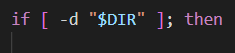 if [ -d "$DIR" ]; then